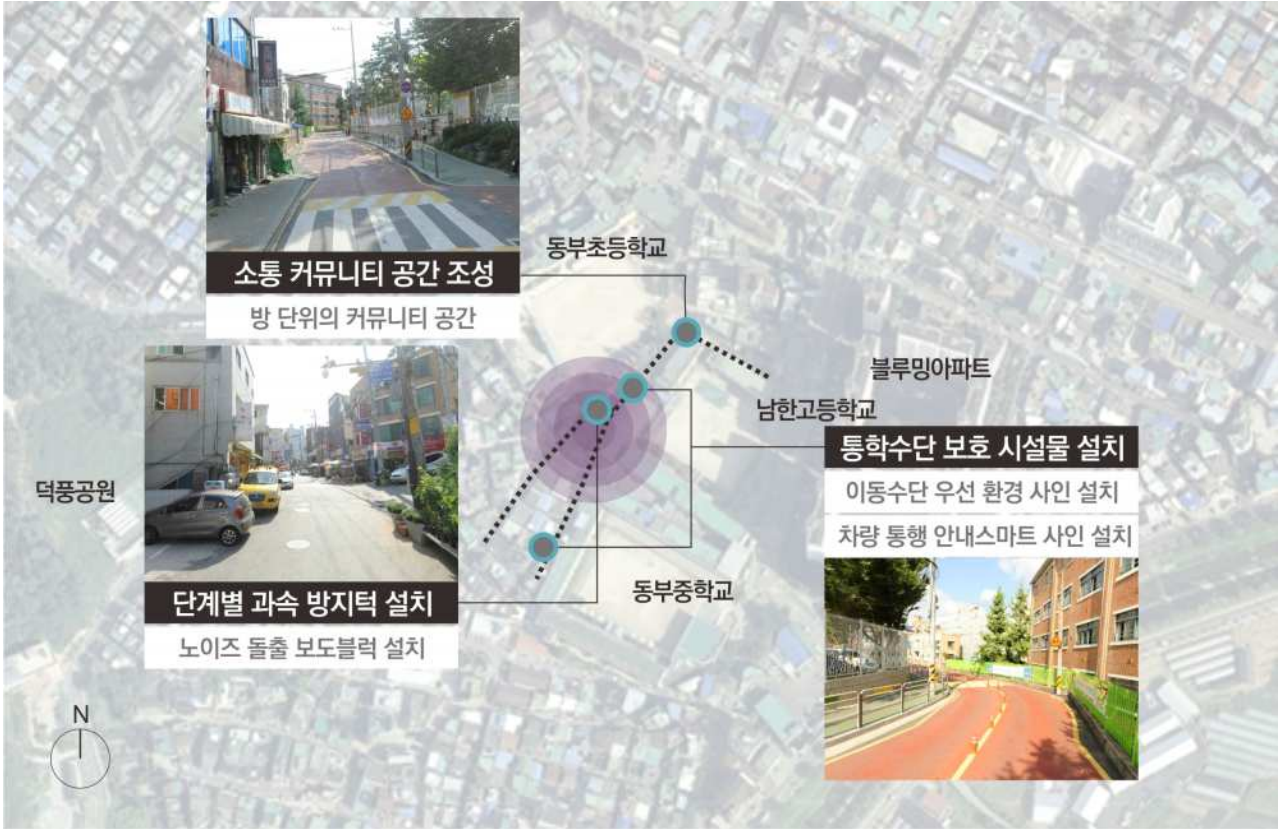 동부초등학교
소통 커뮤니티 공간 조성
방 단위의 커뮤니티 공간
블루밍아파트
남한고등학교
통학수단 보호 시설물 설치
이동수단 우선 환경 사인 설치
차량 통행 안내스마트 사인 설치
덕풍공원
단계별 과속 방지턱 설치
노이즈 돌출 보도블럭 설치
동부중학교
N